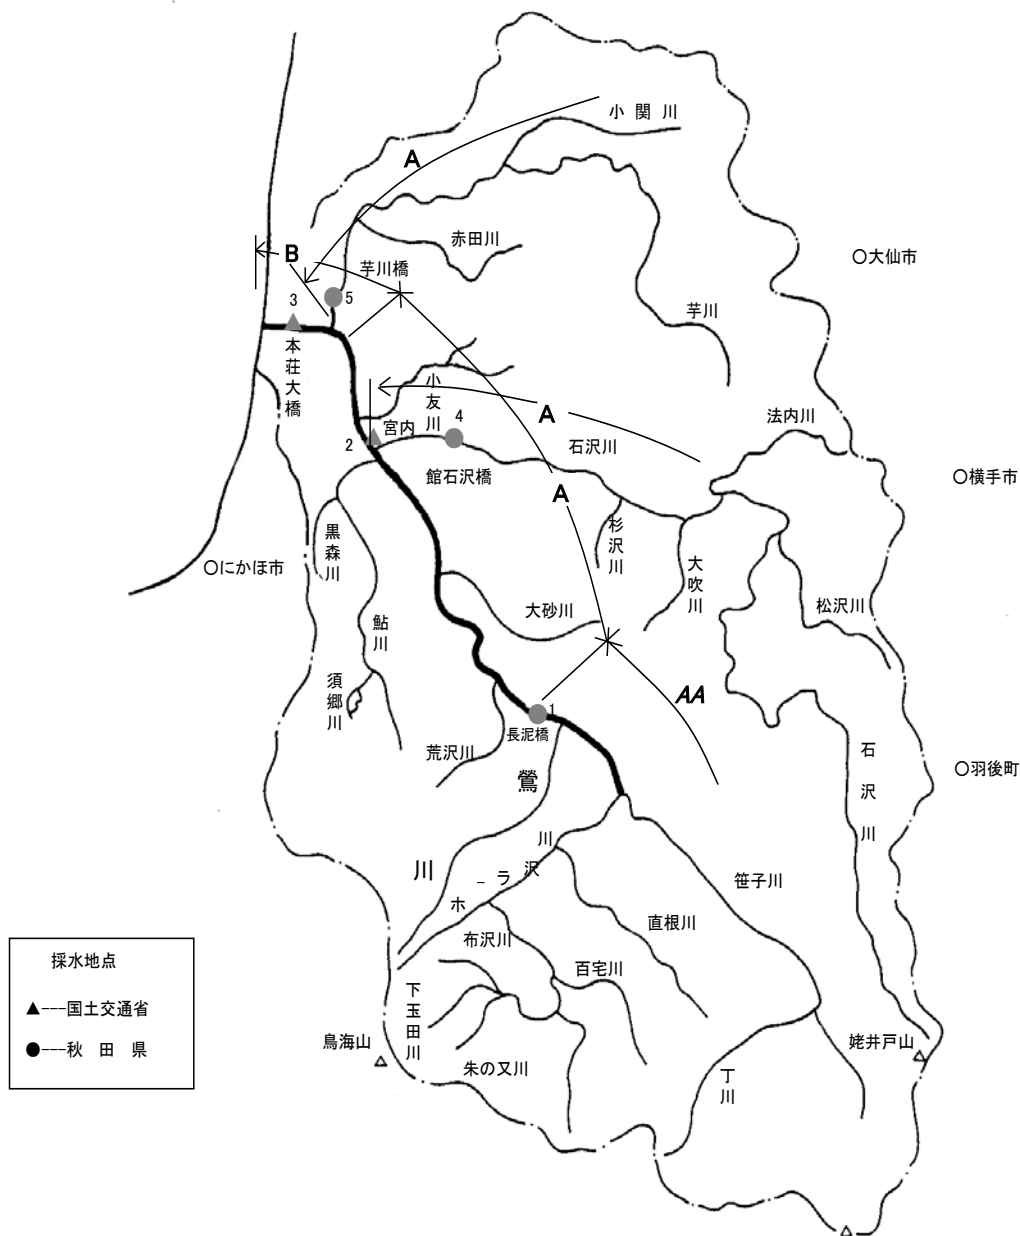 小関川
A
赤田川
○大仙市
B
芋川橋
5
3
芋川
本荘大橋
小友川
A
4
法内川
宮内
2
石沢川
館石沢橋
○横手市
A
黒森川
杉沢川
○にかほ市
大吹川
大砂川
松沢川
鮎川
須郷川
AA
1
長泥橋
荒沢川
石沢川
○羽後町
鶯川
ホーラ沢川
笹子川
直根川
布沢川
百宅川
採水地点
▲---国土交通省
●---秋田県
下玉田川
鳥海山
姥井戸山
朱の又川
丁川